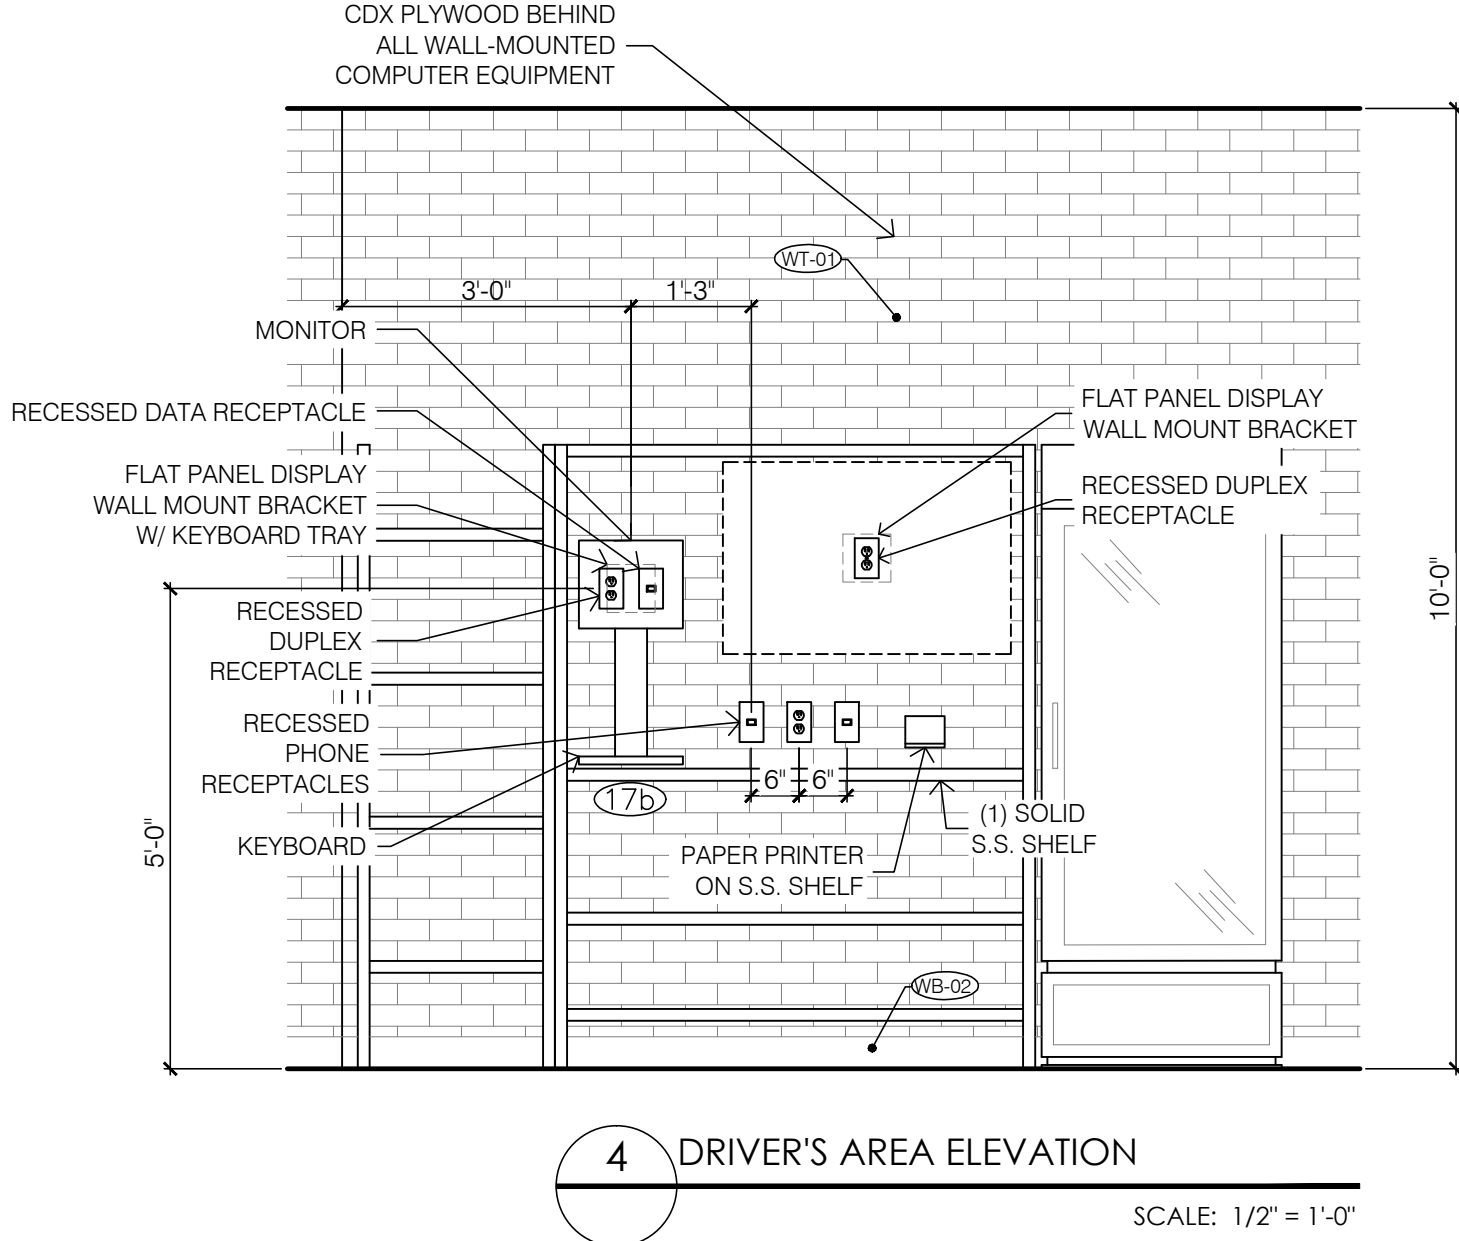 CDX PLYWOOD BEHIND
ALL WALL-MOUNTED
COMPUTER EQUIPMENT
WT-01
3'-0"
1'-3"
MONITOR
RECESSED DATA RECEPTACLE
FLAT PANEL DISPLAY
WALL MOUNT BRACKET
W/ KEYBOARD TRAY
RECESSED
DUPLEX
RECEPTACLE
RECESSED
PHONE
RECEPTACLES
KEYBOARD
5'-0"
FLAT PANEL DISPLAY
WALL MOUNT BRACKET
RECESSED DUPLEX
RECEPTACLE
10'-0"
6"
6"
17b
(1) SOLID
S.S. SHELF
PAPER PRINTER
ON S.S. SHELF
WB-02
4
DRIVER'S AREA ELEVATION
SCALE: 1/2" = 1'-0"